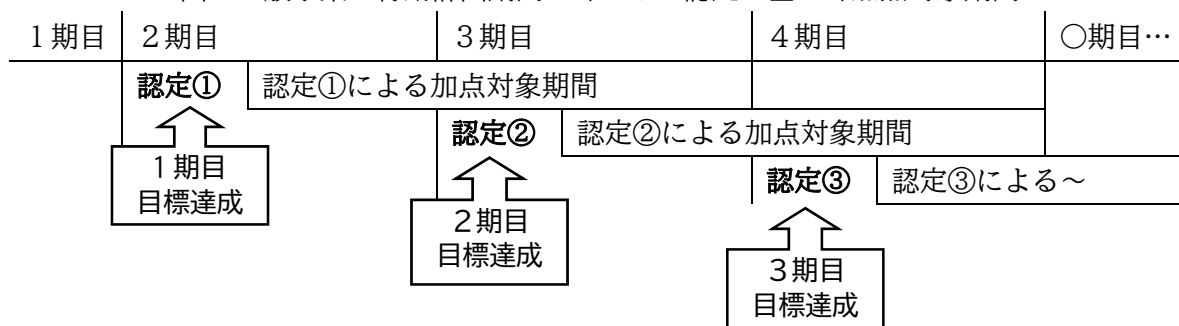 1期目 2期目 3期目 4期目 ○期目…
認定① 認定①による加点対象期間
認定② 認定②による加点対象期間
認定③ 認定③による～
1期目
目標達成
2期目
目標達成
3期目
目標達成